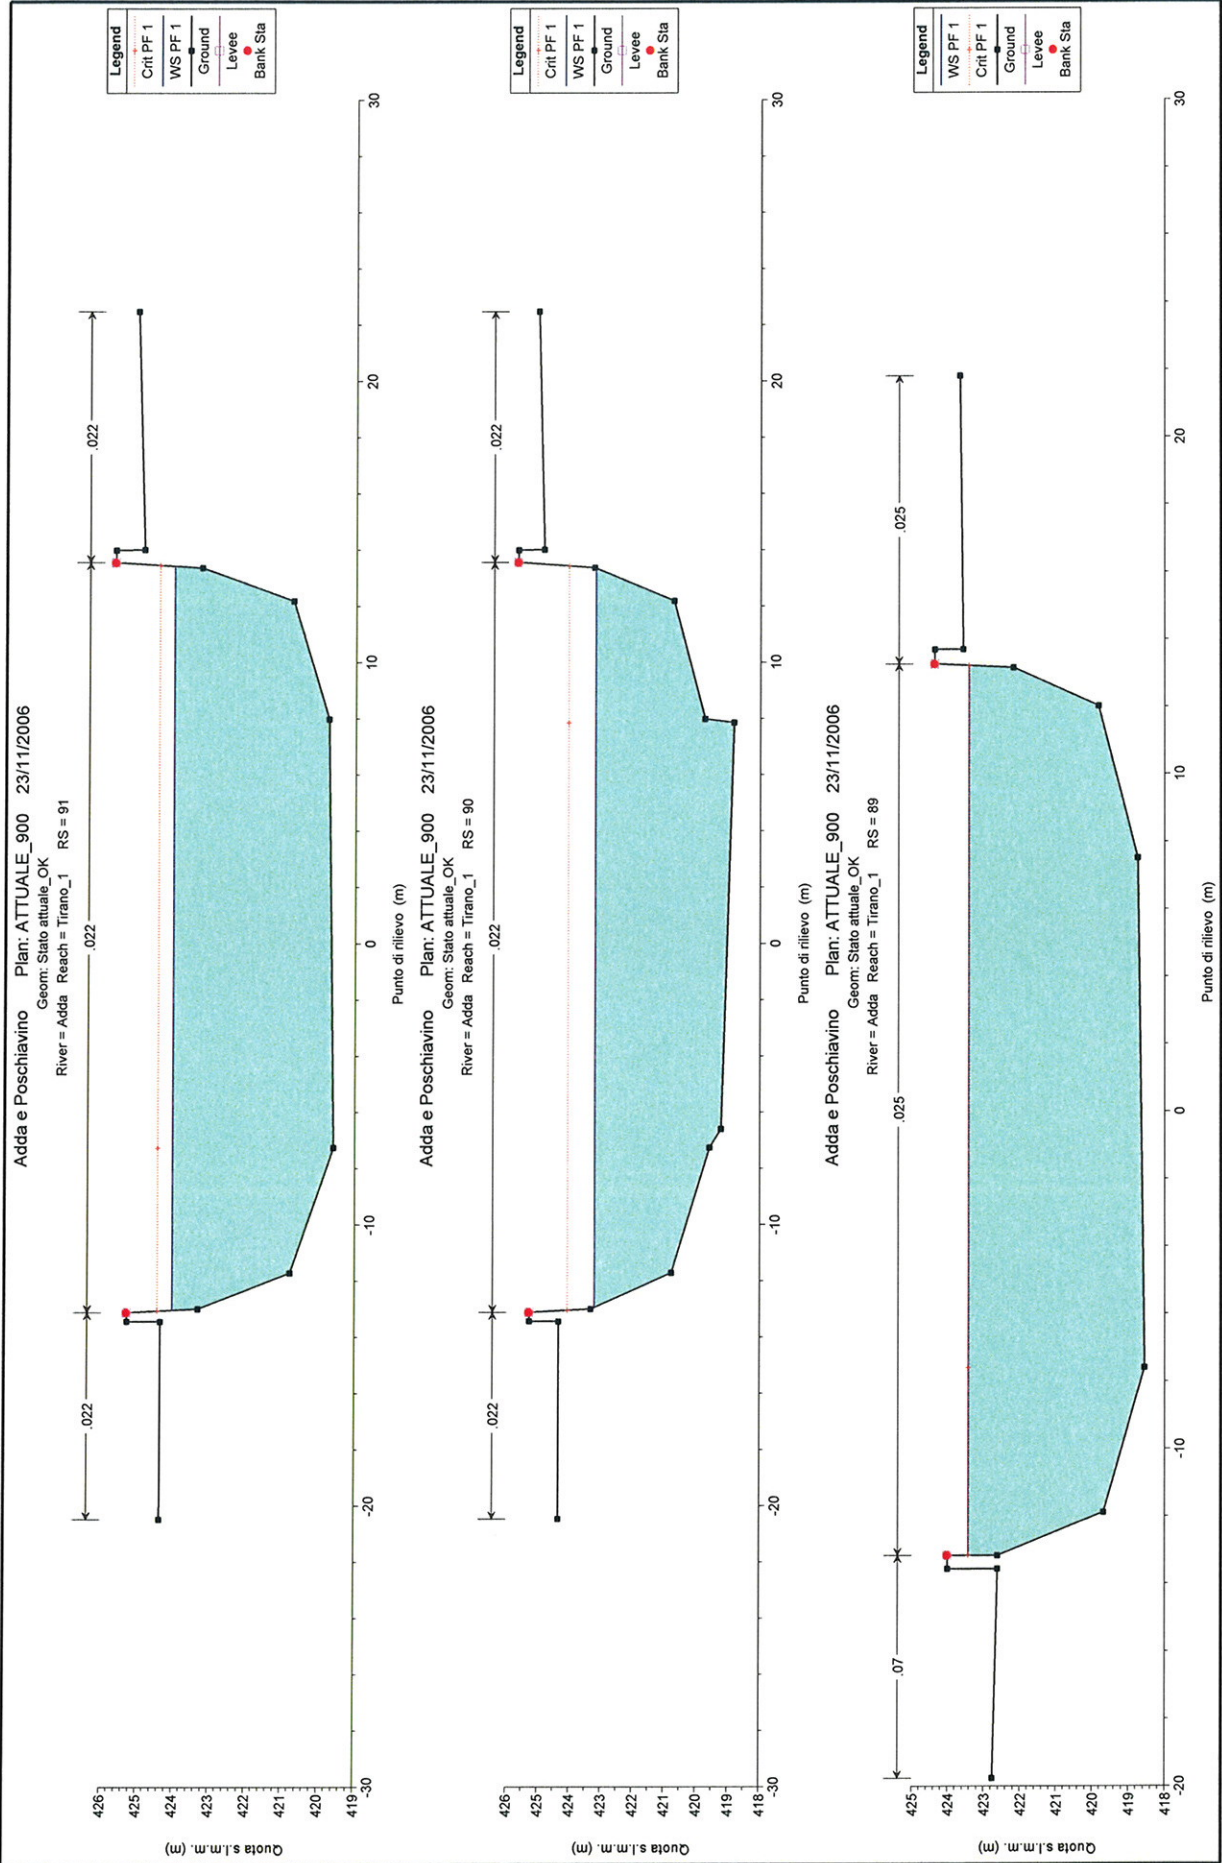 Adda e Poschiavino Plan: ATTUALE_900 23/11/2006
Geom: Stato attuale_OK
River = Adda Reach = Tirano_1 RS = 91
.022
.022
.022
Legend
Crit PF 1
WS PF 1
Ground
Levee
Bank Sta
Quota s.l.m.m. (m)
426
425
424
423
422
421
420
419
-30
-20
-10
0
10
20
30
Punto di rilievo (m)
Adda e Poschiavino Plan: ATTUALE_900 23/11/2006
Geom: Stato attuale_OK
River = Adda Reach = Tirano_1 RS = 90
.022
.022
.022
Legend
Crit PF 1
WS PF 1
Ground
Levee
Bank Sta
Quota s.l.m.m. (m)
426
425
424
423
422
421
420
419
418
-30
-20
-10
0
10
20
30
Punto di rilievo (m)
Adda e Poschiavino Plan: ATTUALE_900 23/11/2006
Geom: Stato attuale_OK
River = Adda Reach = Tirano_1 RS = 89
.07
.025
.025
Legend
WS PF 1
Crit PF 1
Ground
Levee
Bank Sta
Quota s.l.m.m. (m)
425
424
423
422
421
420
419
418
-20
-10
0
10
20
30
Punto di rilievo (m)